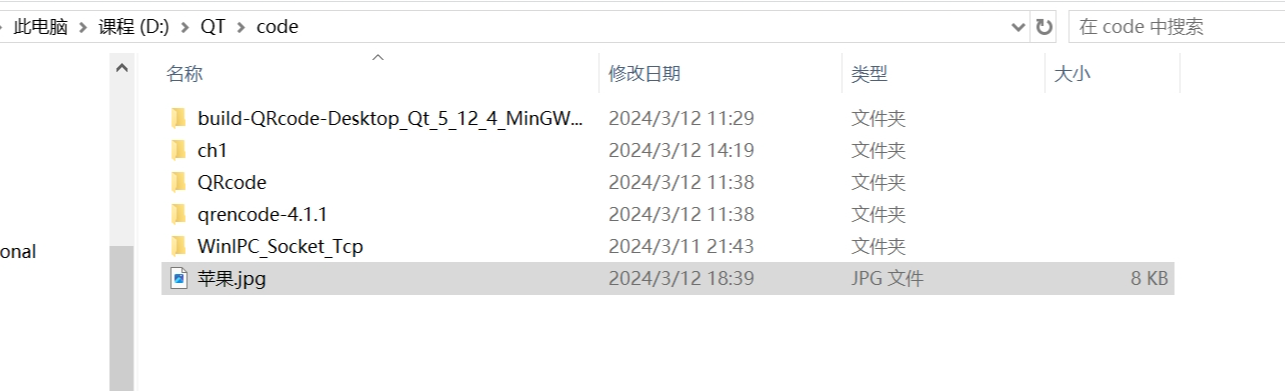 此电脑 > 课程 (D:) > QT > code
在 code 中搜索
名称 修改日期 类型 大小
build-QRcode-Desktop_Qt_5_12_4_MinGW... 2024/3/12 11:29 文件夹
ch1 2024/3/12 14:19 文件夹
QRcode 2024/3/12 11:38 文件夹
qrencode-4.1.1 2024/3/12 11:38 文件夹
WinIPC_Socket_Tcp 2024/3/11 21:43 文件夹
onal
苹果.jpg 2024/3/12 18:39 JPG 文件 8 KB